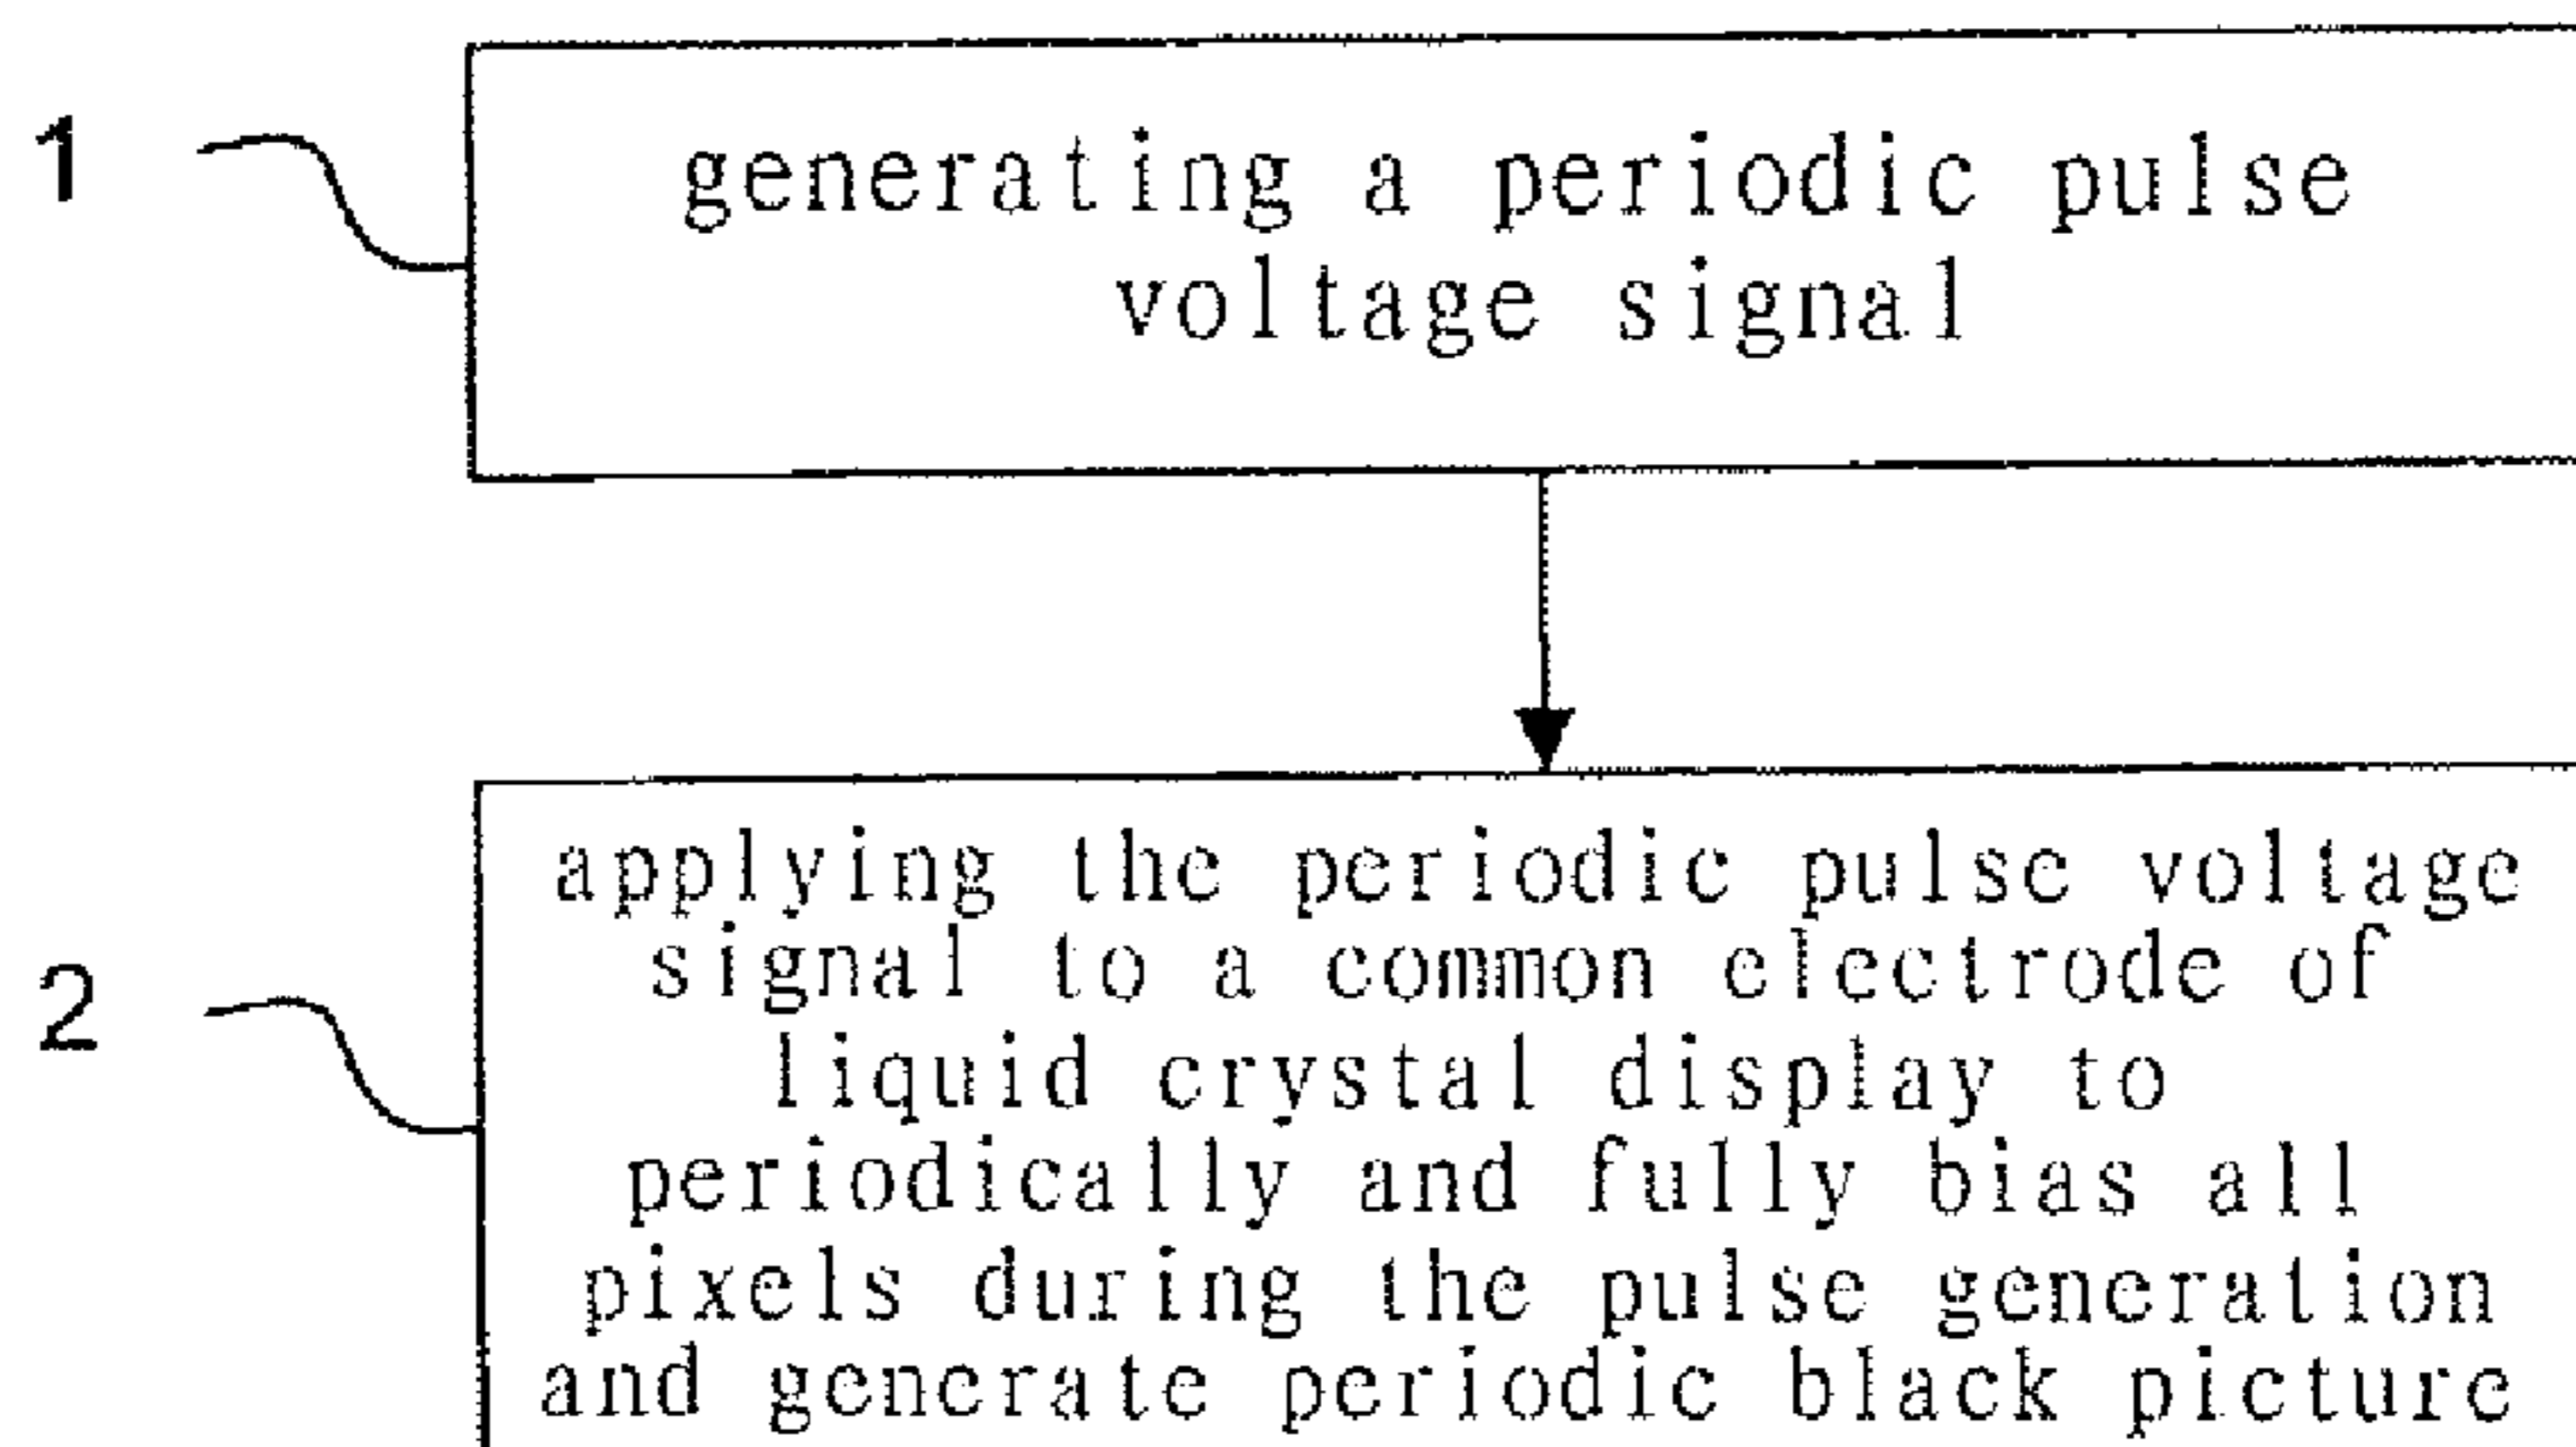 1
generating a periodic pulse
voltage signal
2
applying the periodic pulse voltage
signal to a common electrode of
liquid crystal display to
periodically and fully bias all
pixels during the pulse generation
and generate periodic black picture